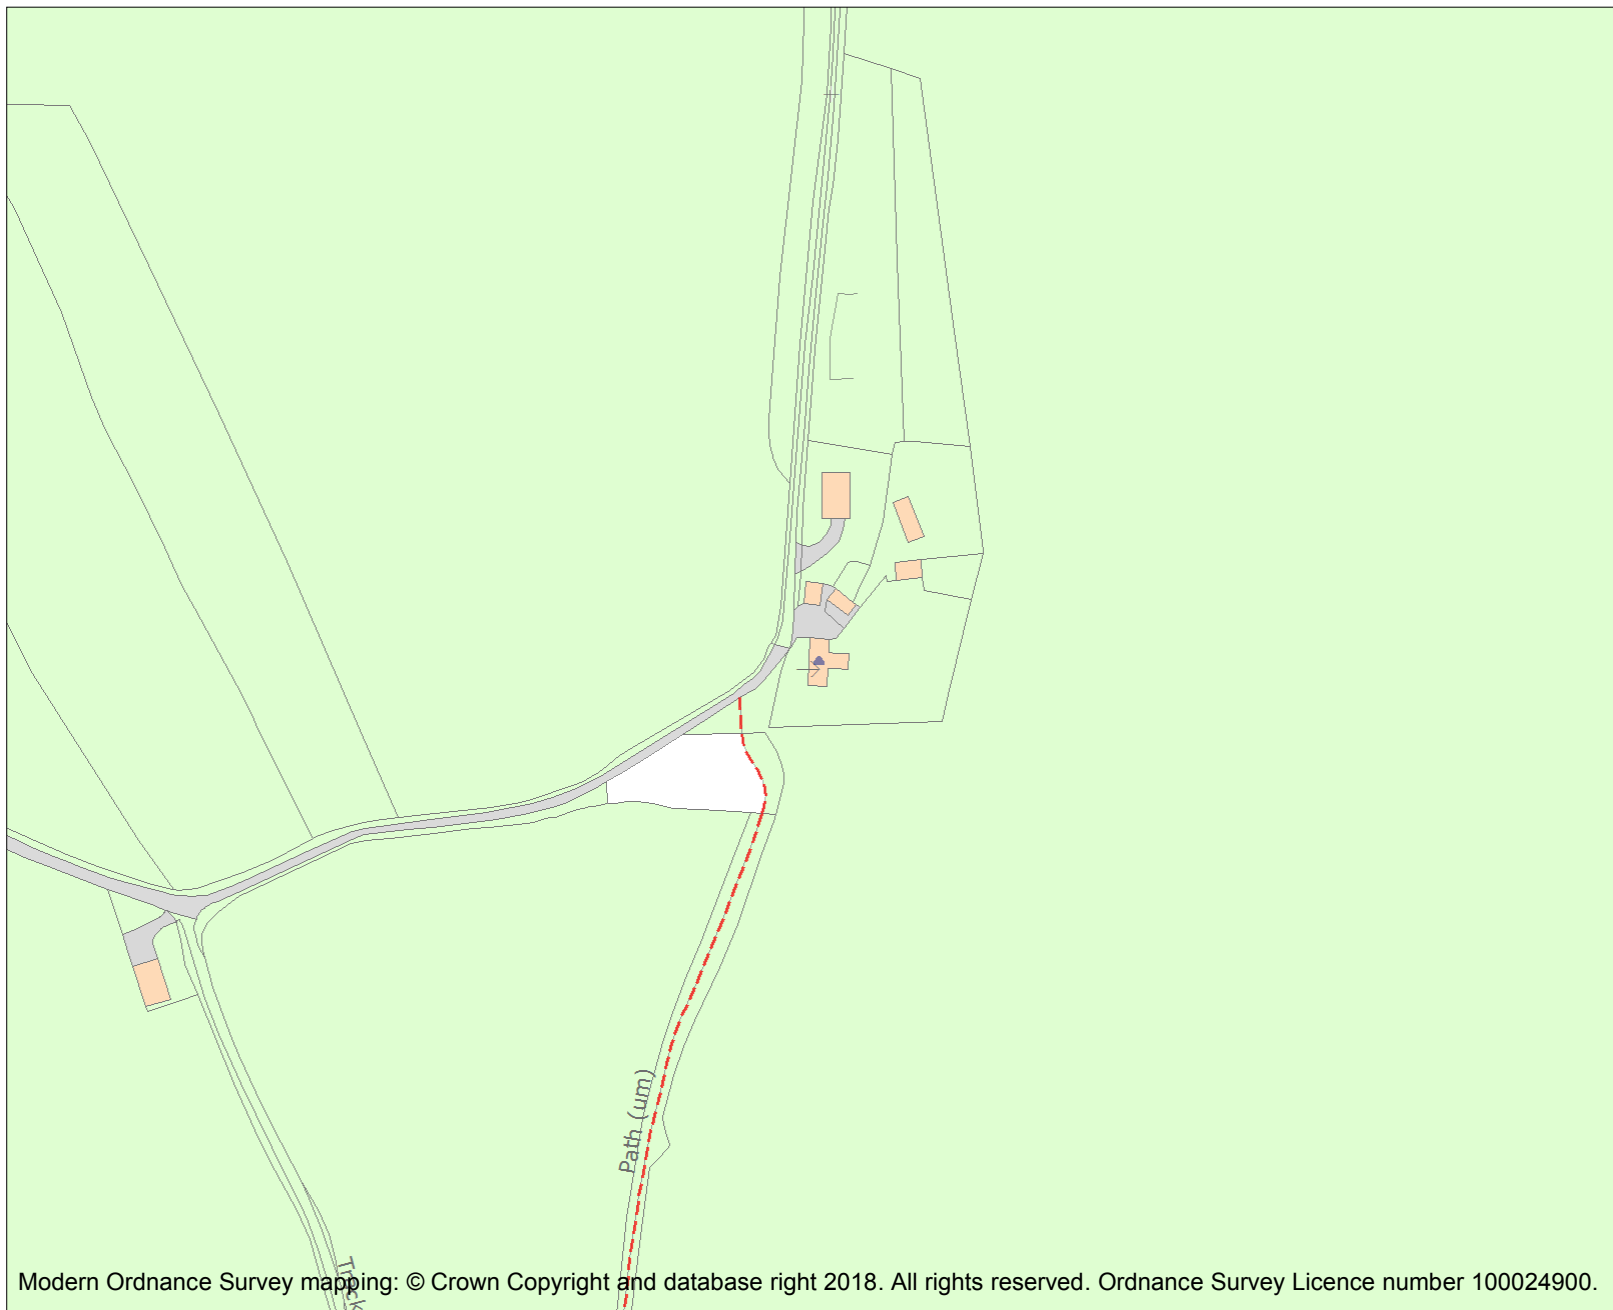 Path (um)
Track
Modern Ordnance Survey mapping: © Crown Copyright and database right 2018. All rights reserved. Ordnance Survey Licence number 100024900.